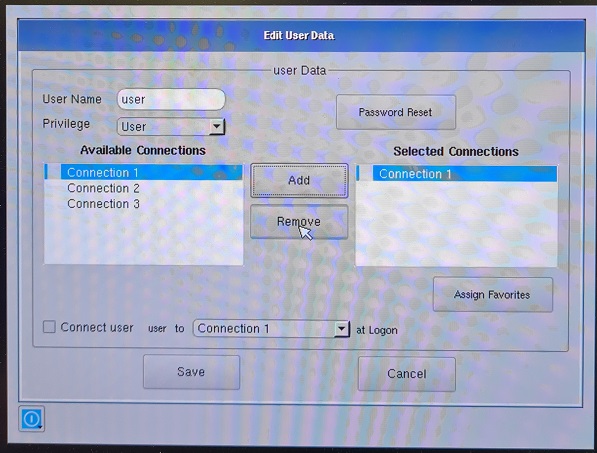 Edit User Data
user Data
User Name user
Password Reset
Privilege User
Available Connections
Selected Connections
Connection 1
Connection 2
Connection 3
Add
Remove
Connection 1
Assign Favorites
Connect user user to Connection 1 at Logon
Save
Cancel